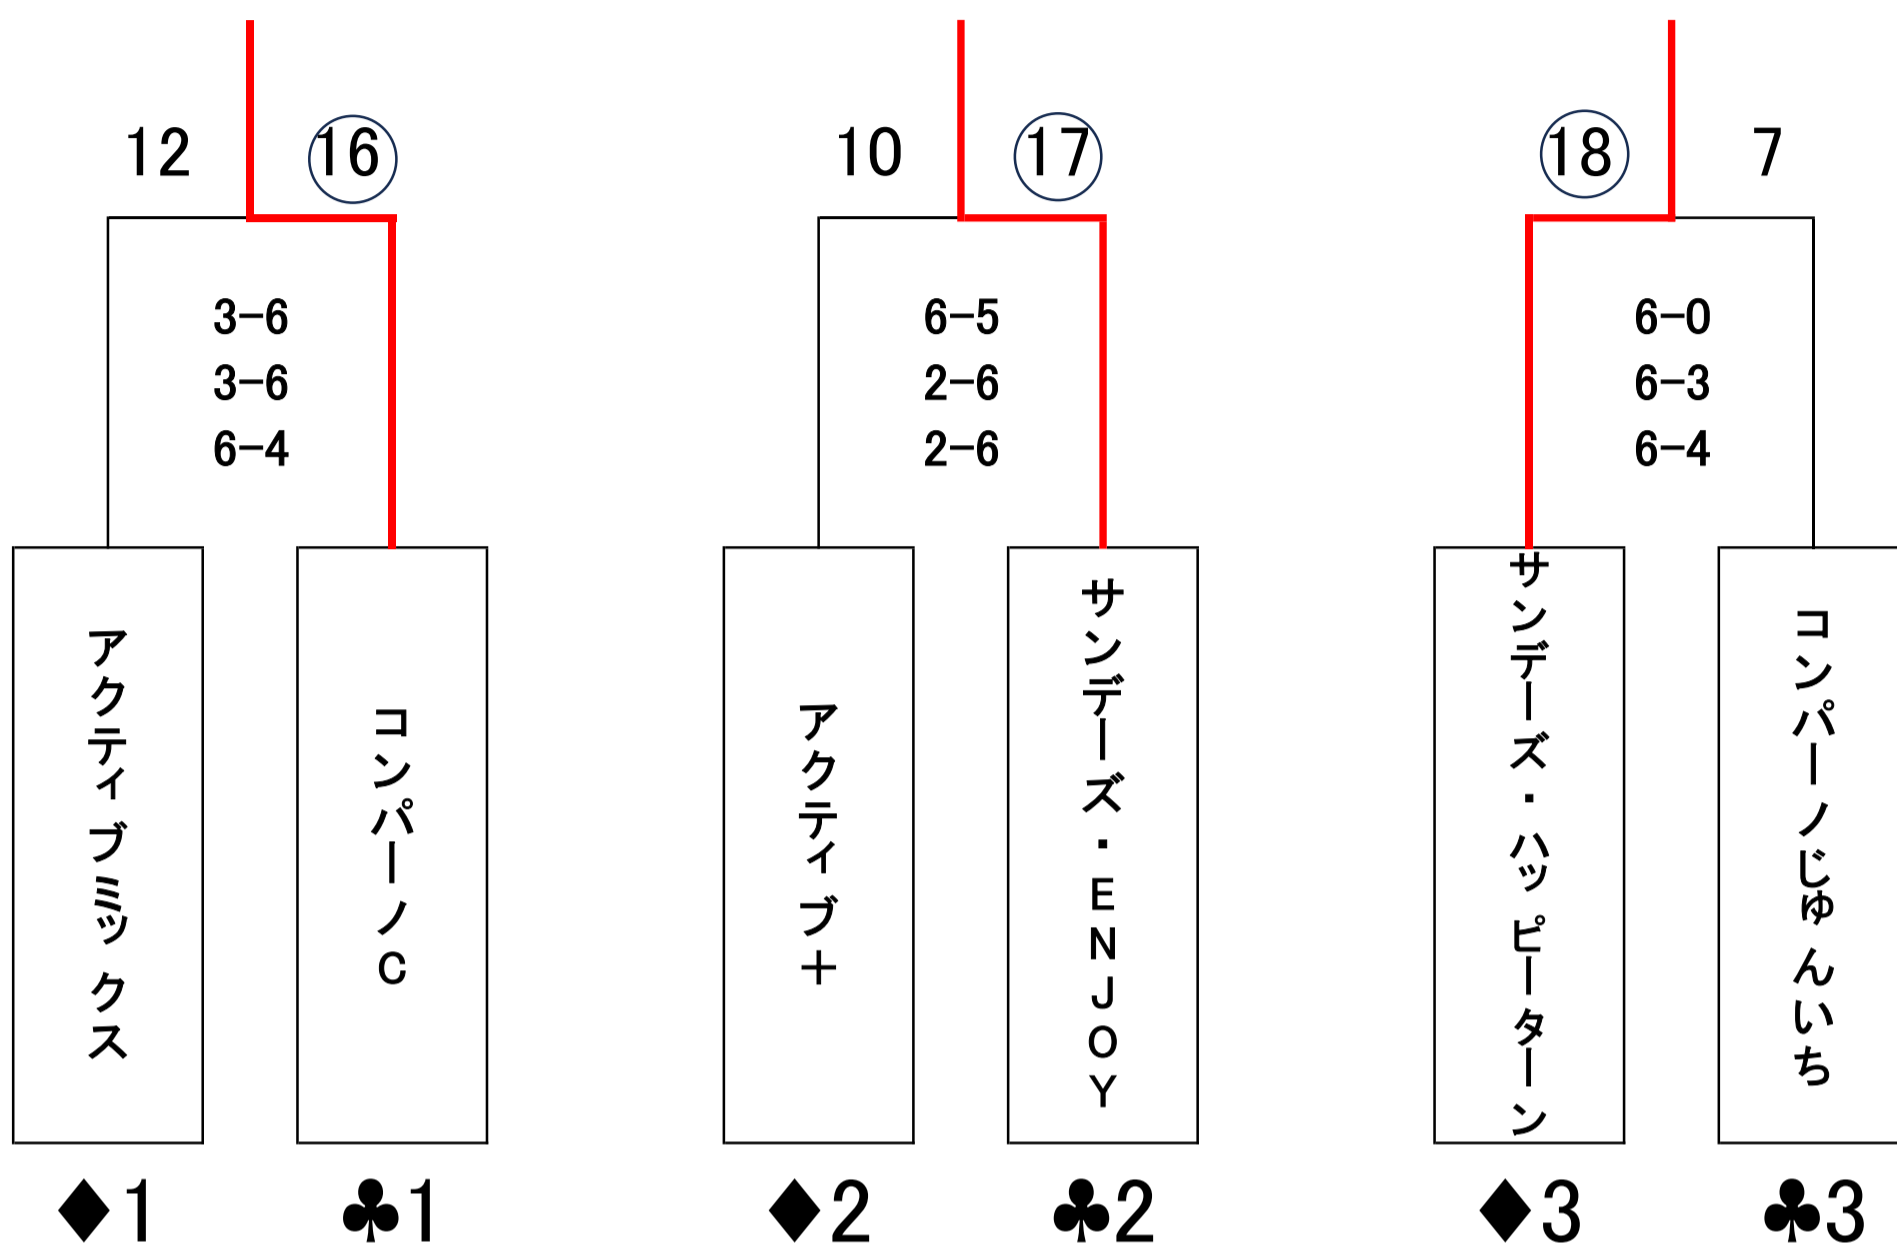 12 16 10 17 18 7
3-6 6-5 6-0
3-6 2-6 6-3
6-4 2-6 6-4
アクティブミックス
コンパーノC
アクティブ+
サンデーズ・ENJOY
サンデーズ・ハッピーターン
コンパーノじゅんいち
♦1 ♣1 ♦2 ♣2 ♦3 ♣3